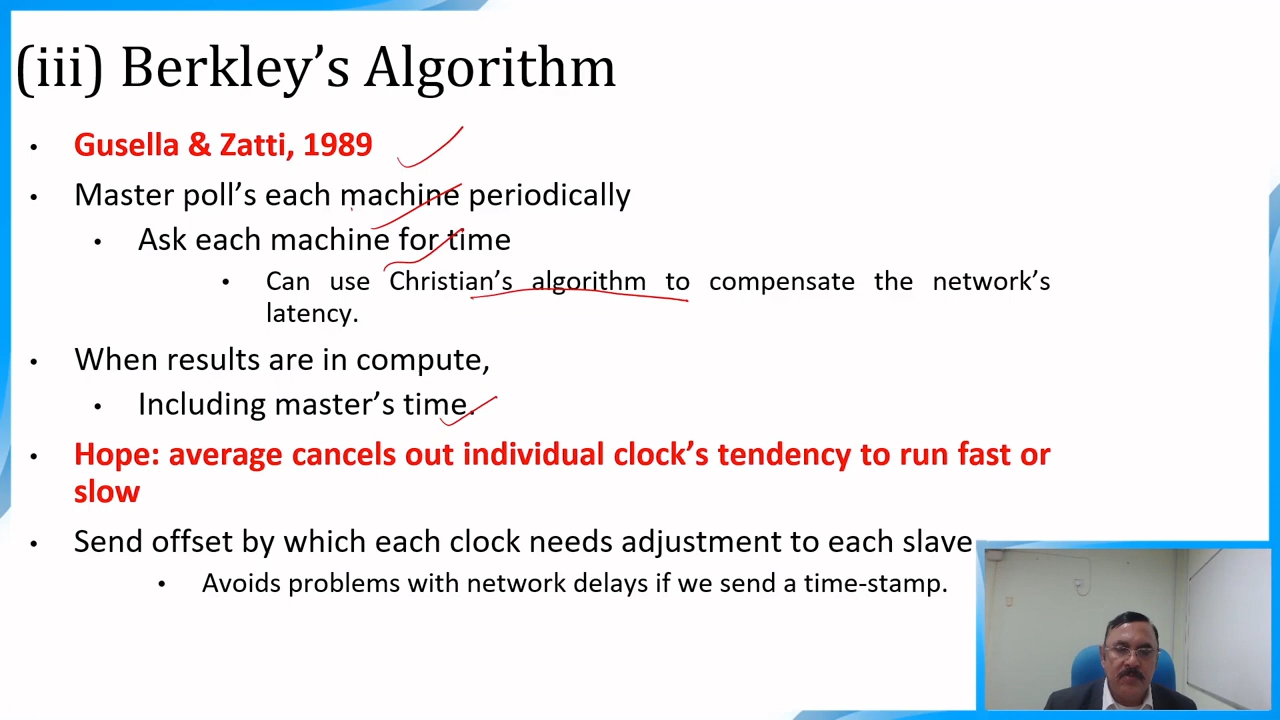 (iii) Berkley’s Algorithm
• Gusella & Zatti, 1989
• Master poll’s each machine periodically
• Ask each machine for time
• Can use Christian’s algorithm to compensate the network’s
latency.
• When results are in compute,
• Including master’s time.
• Hope: average cancels out individual clock’s tendency to run fast or
slow
• Send offset by which each clock needs adjustment to each slave
• Avoids problems with network delays if we send a time-stamp.